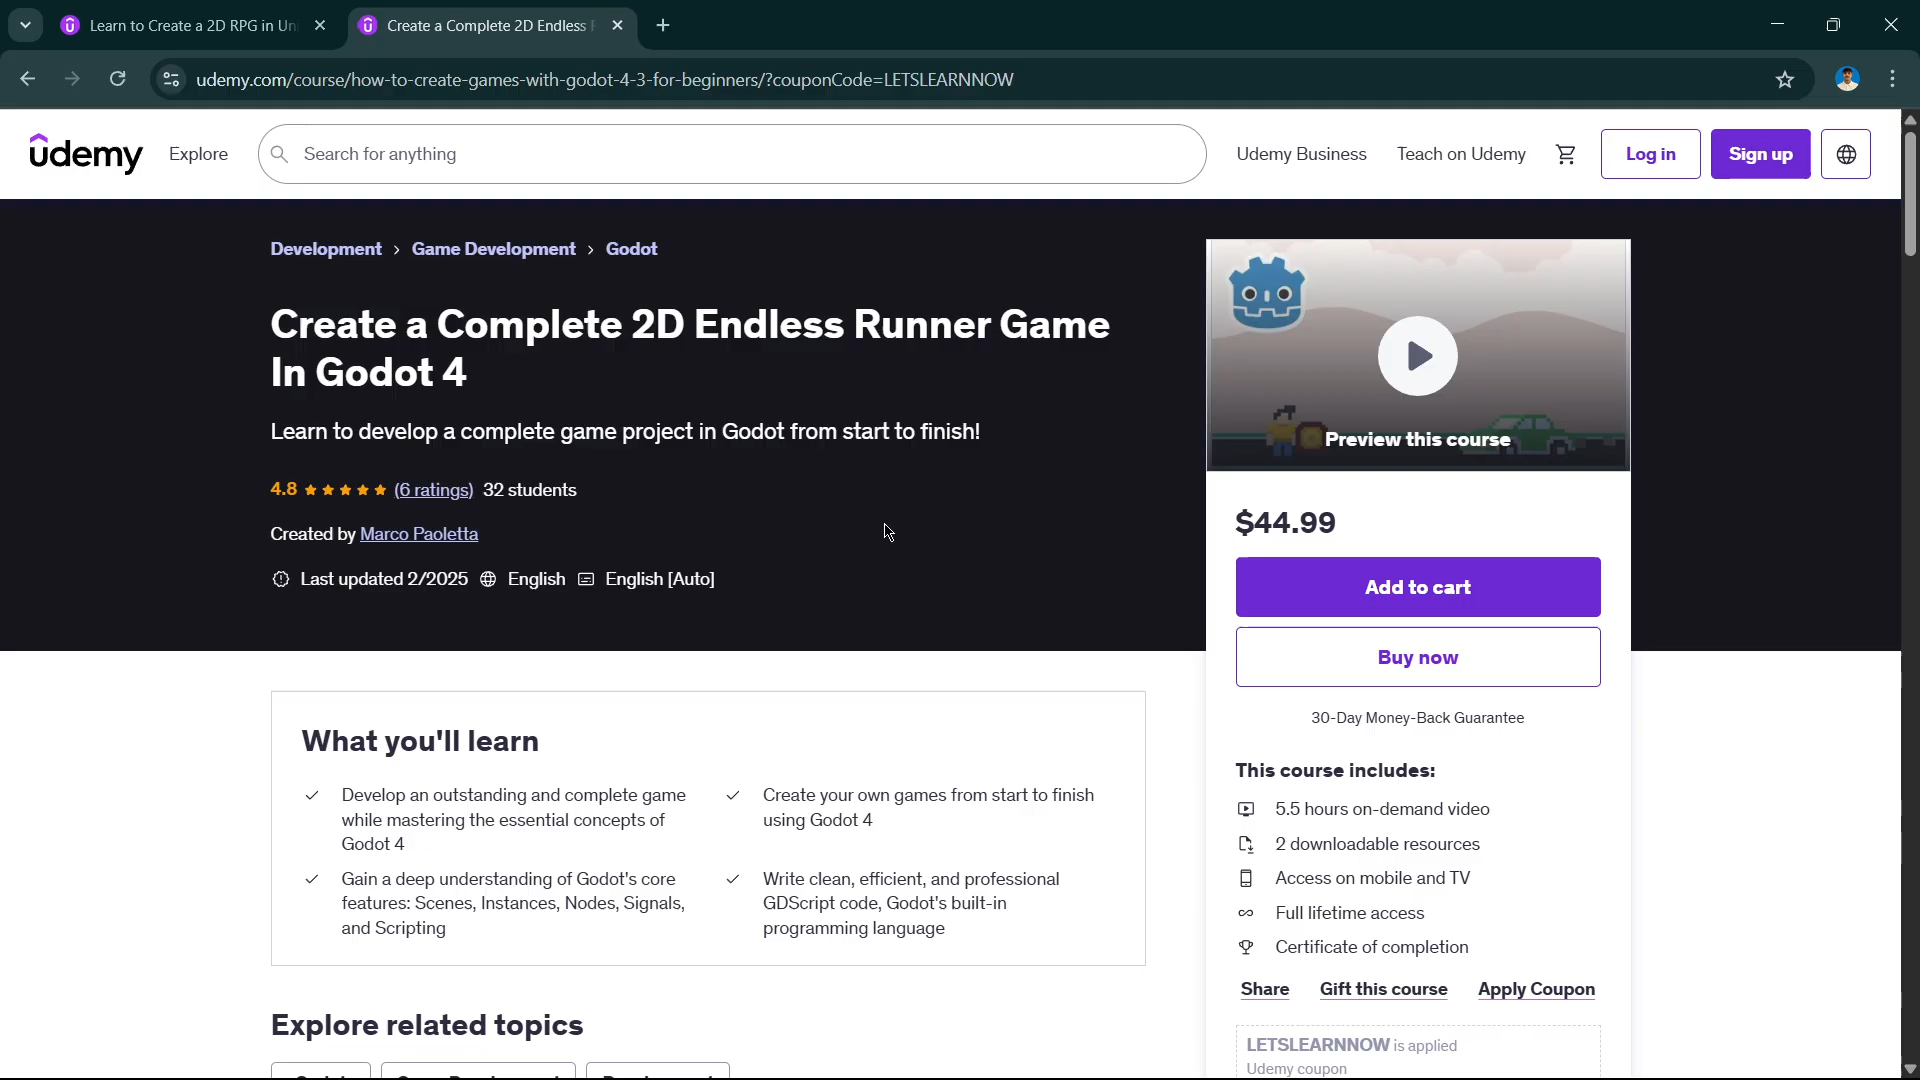 Learn to Create a 2D RPG in Un
Create a Complete 2D Endless
udemy.com/course/how-to-create-games-with-godot-4-3-for-beginners/?couponCode=LETSLEARNNOW
ûdemy
Explore
Search for anything
Udemy Business
Teach on Udemy
Log in
Sign up
Development › Game Development › Godot
Create a Complete 2D Endless Runner Game
In Godot 4
Learn to develop a complete game project in Godot from start to finish!
4.8 (6 ratings) 32 students
Created by Marco Paoletta
Last updated 2/2025 English English [Auto]
Preview this course
$44.99
Add to cart
Buy now
30-Day Money-Back Guarantee
This course includes:
5.5 hours on-demand video
2 downloadable resources
Access on mobile and TV
Full lifetime access
Certificate of completion
Share Gift this course Apply Coupon
LETSLEARNNOW is applied
Udemy coupon
What you'll learn
Develop an outstanding and complete game
while mastering the essential concepts of
Godot 4
Create your own games from start to finish
using Godot 4
Gain a deep understanding of Godot's core
features: Scenes, Instances, Nodes, Signals,
and Scripting
Write clean, efficient, and professional
GDScript code, Godot's built-in
programming language
Explore related topics